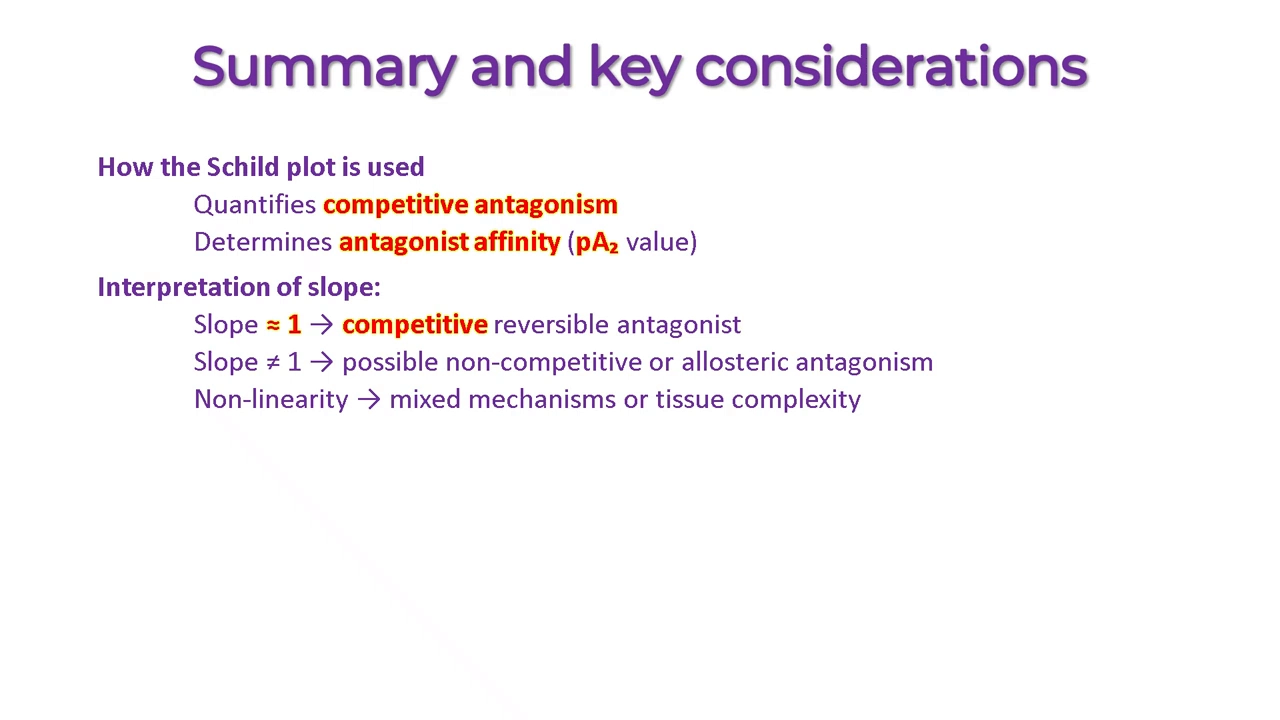 Summary and key considerations
How the Schild plot is used
Quantifies competitive antagonism
Determines antagonist affinity (pA₂ value)
Interpretation of slope:
Slope ≈ 1 → competitive reversible antagonist
Slope ≠ 1 → possible non-competitive or allosteric antagonism
Non-linearity → mixed mechanisms or tissue complexity